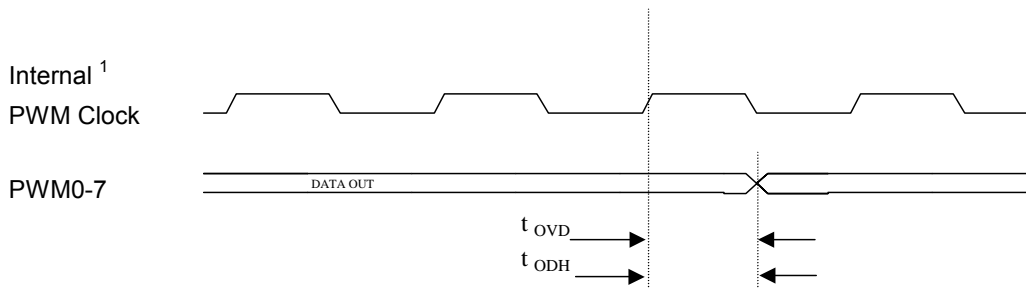 Internal 1
PWM Clock
PWM0-7
DATA OUT
t OVD
t ODH